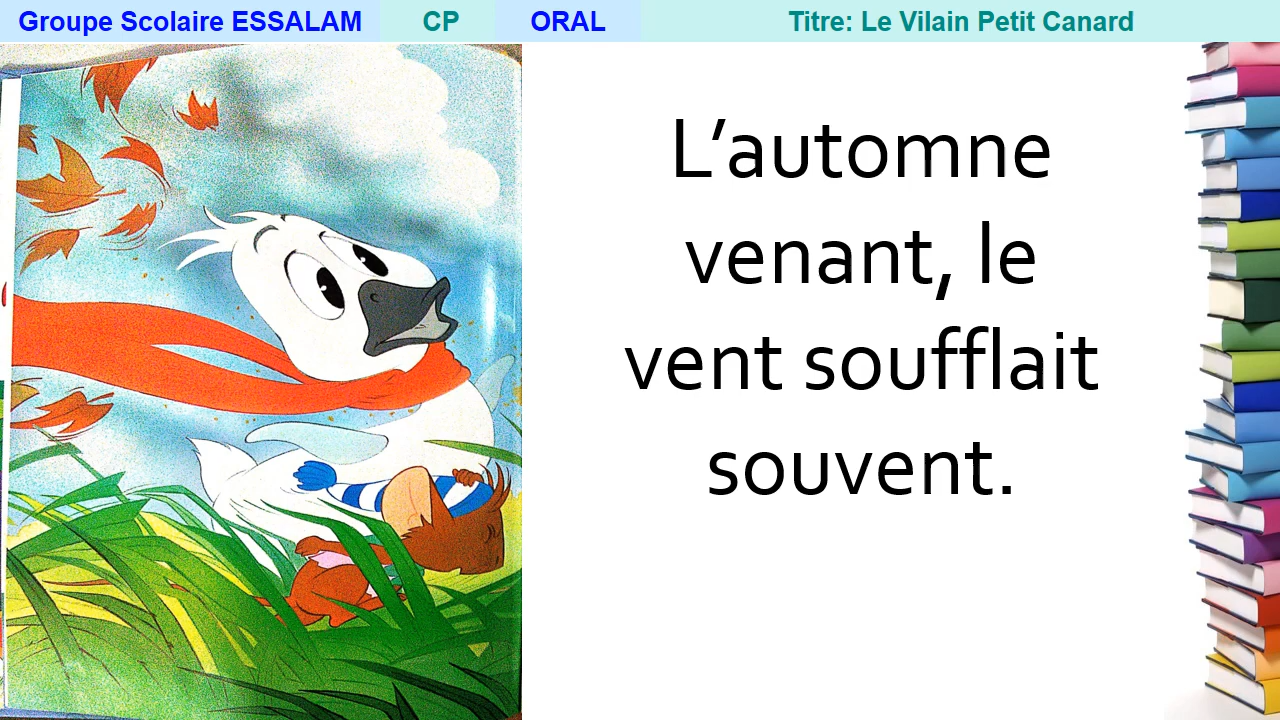 Groupe Scolaire ESSALAM CP ORAL Titre: Le Vilain Petit Canard
L’automne
venant, le
vent soufflait
souvent.